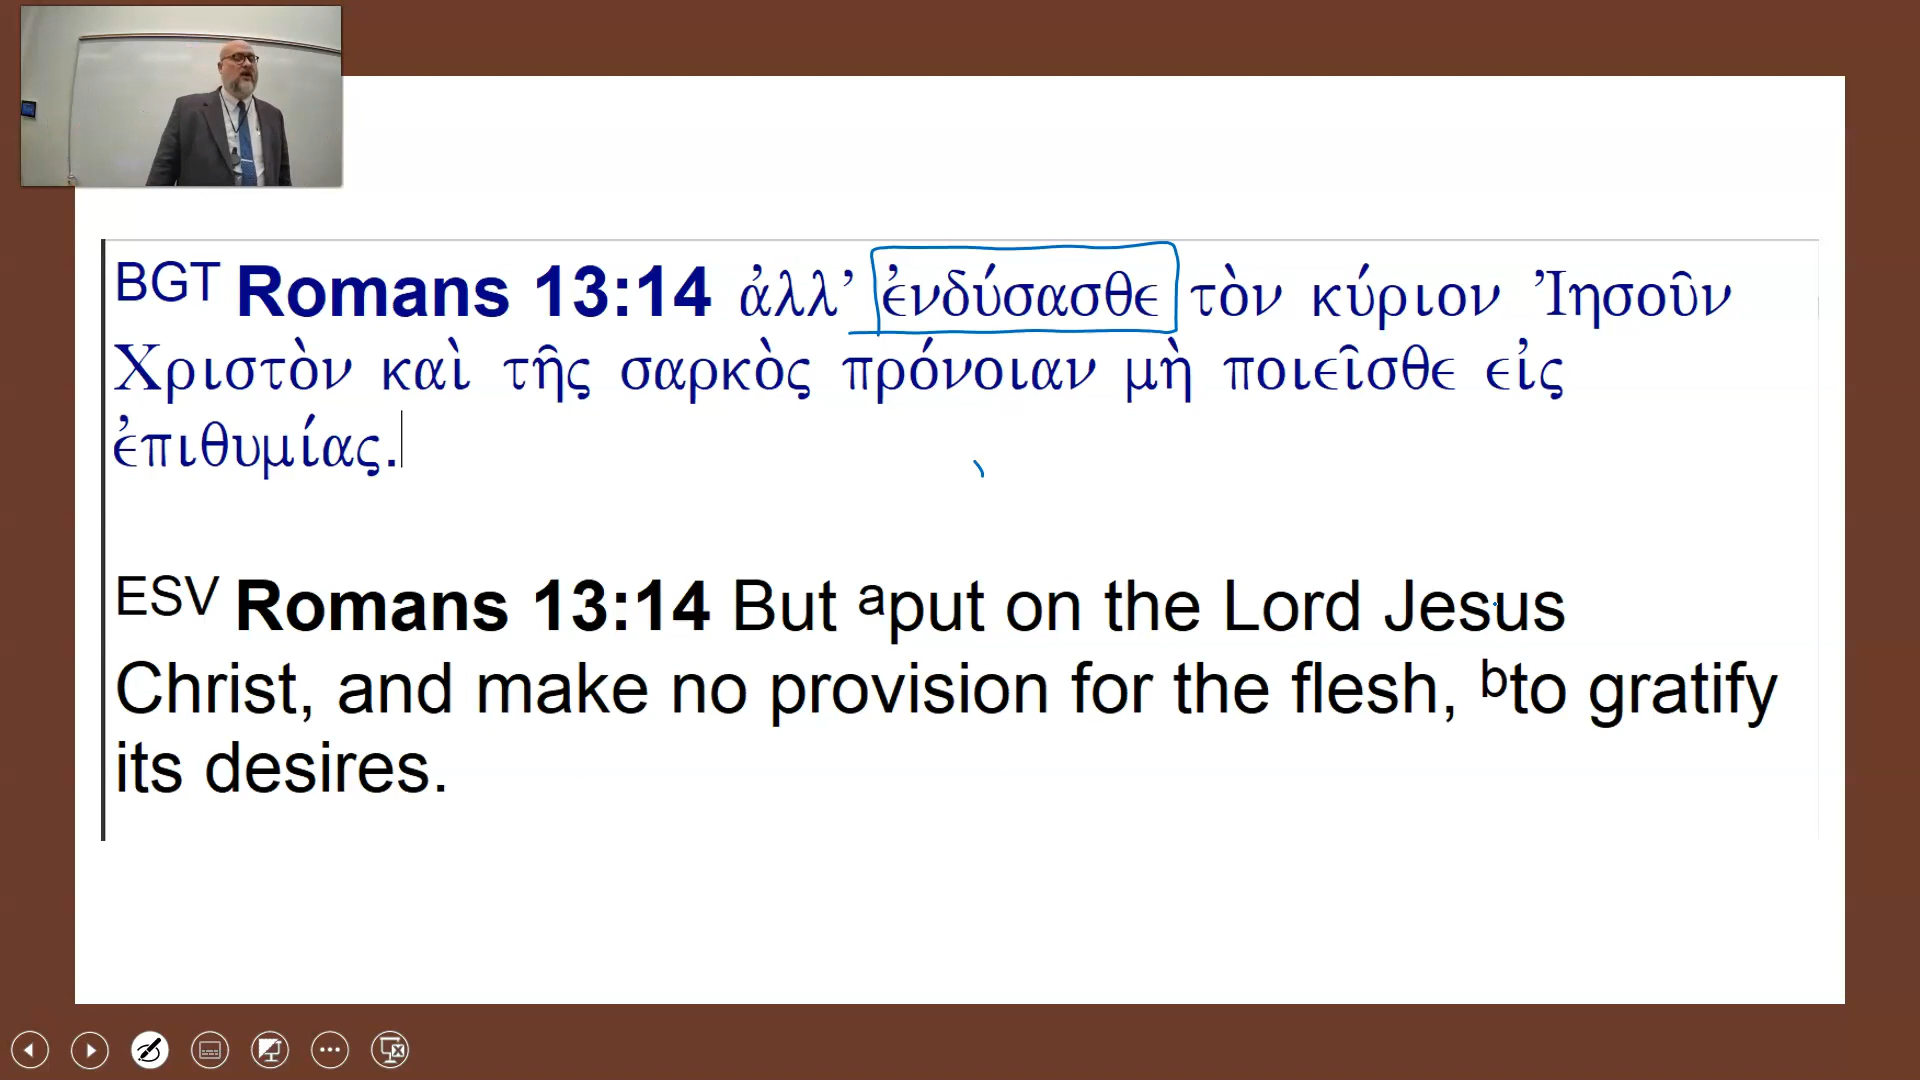 BGT Romans 13:14 ἀλλ’ ἐνδύσασθε τὸν κύριον Ἰησοῦν
Χριστὸν καὶ τῆς σαρκὸς πρόνοιαν μὴ ποιεῖσθε εἰς
ἐπιθυμίας.
ESV Romans 13:14 But aput on the Lord Jesus
Christ, and make no provision for the flesh, bto gratify
its desires.